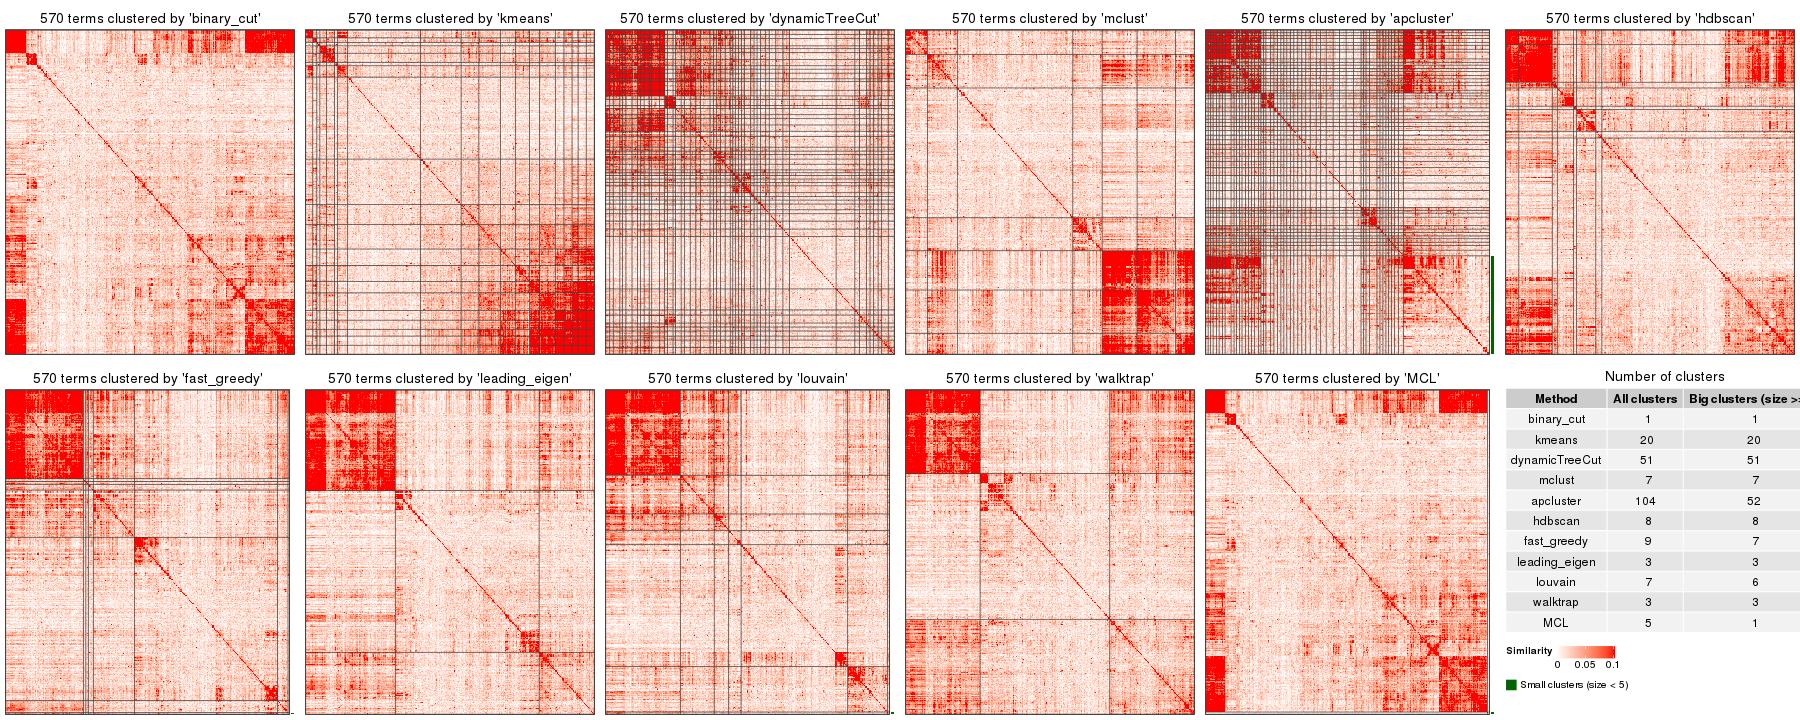 570 terms clustered by 'binary_cut'
570 terms clustered by 'kmeans'
570 terms clustered by 'dynamicTreeCut'
570 terms clustered by 'mclust'
570 terms clustered by 'apcluster'
570 terms clustered by 'hdbscan'
570 terms clustered by 'fast_greedy'
570 terms clustered by 'leading_eigen'
570 terms clustered by 'louvain'
570 terms clustered by 'walktrap'
570 terms clustered by 'MCL'
Number of clusters
Method All clusters Big clusters (size >=
binary_cut 1 1
kmeans 20 20
dynamicTreeCut 51 51
mclust 7 7
apcluster 104 52
hdbscan 8 8
fast_greedy 9 7
leading_eigen 3 3
louvain 7 6
walktrap 3 3
MCL 5 1
Similarity
0 0.05 0.1
Small clusters (size < 5)